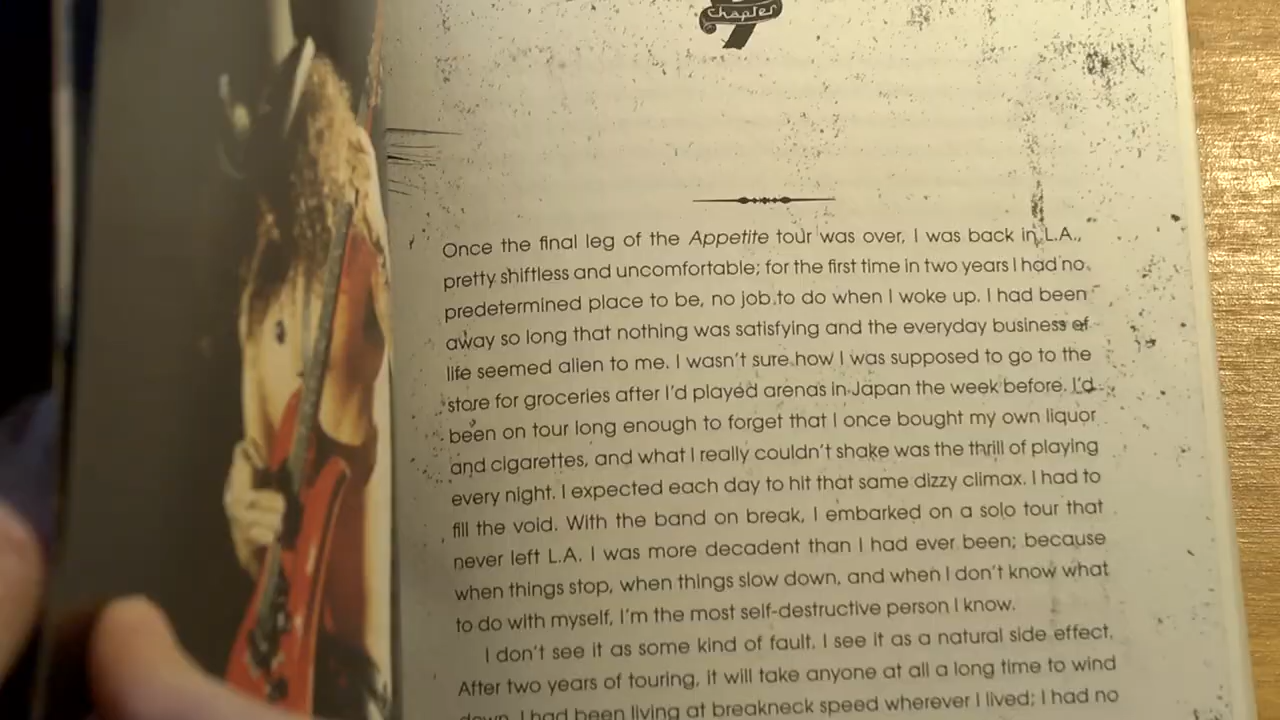 Chapter
Once the final leg of the Appetite tour was over, I was back in L.A.,
pretty shiftless and uncomfortable; for the first time in two years I had no
predetermined place to be, no job to do when I woke up. I had been
away so long that nothing was satisfying and the everyday business of
life seemed alien to me. I wasn't sure how I was supposed to go to the
store for groceries after I'd played arenas in Japan the week before. I'd
been on tour long enough to forget that I once bought my own liquor
and cigarettes, and what I really couldn't shake was the thrill of playing
every night. I expected each day to hit that same dizzy climax. I had to
fill the void. With the band on break, I embarked on a solo tour that
never left L.A. I was more decadent than I had ever been; because
when things stop, when things slow down, and when I don't know what
to do with myself, I'm the most self-destructive person I know.
I don't see it as some kind of fault. I see it as a natural side effect.
After two years of touring, it will take anyone at all a long time to wind
down. I had been living at breakneck speed wherever I lived; I had no